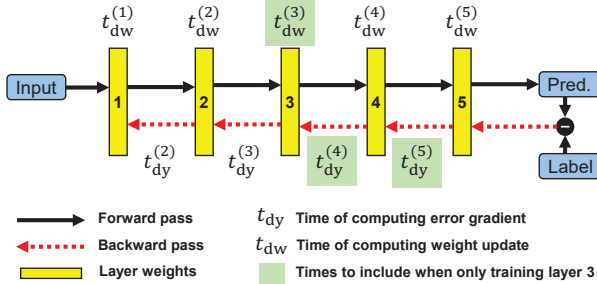 t_dw^(1) t_dw^(2) t_dw^(3) t_dw^(4) t_dw^(5)
Input 1 2 3 4 5 Pred.
−
t_dy^(2) t_dy^(3) t_dy^(4) t_dy^(5)
Label
Forward pass t_dy Time of computing error gradient
Backward pass t_dw Time of computing weight update
Layer weights Times to include when only training layer 3